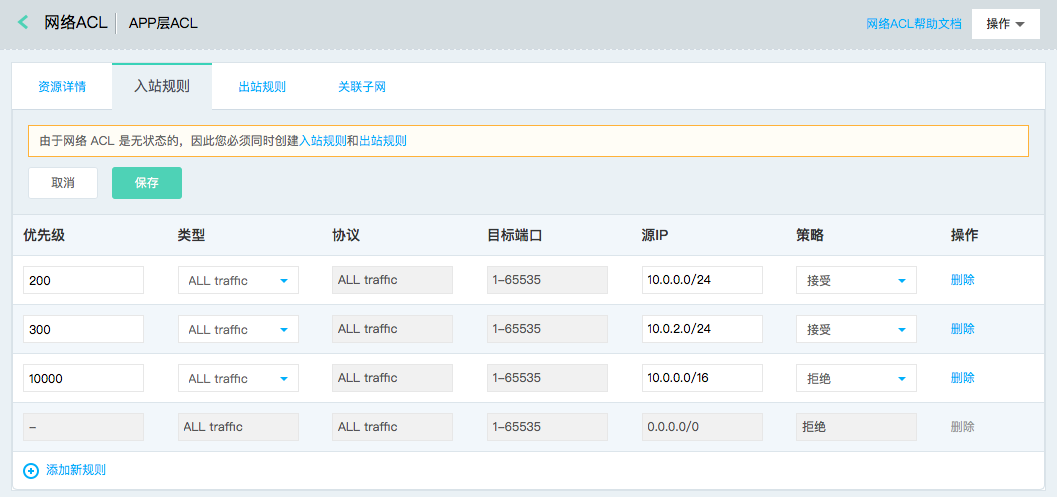 网络ACL APP层ACL 网络ACL帮助文档 操作
资源详情 入站规则 出站规则 关联子网
由于网络 ACL 是无状态的，因此您必须同时创建入站规则和出站规则
取消 保存
优先级 类型 协议 目标端口 源IP 策略 操作
200 ALL traffic ALL traffic 1-65535 10.0.0.0/24 接受 删除
300 ALL traffic ALL traffic 1-65535 10.0.2.0/24 接受 删除
10000 ALL traffic ALL traffic 1-65535 10.0.0.0/16 拒绝 删除
- ALL traffic ALL traffic 1-65535 0.0.0.0/0 拒绝 删除
添加新规则